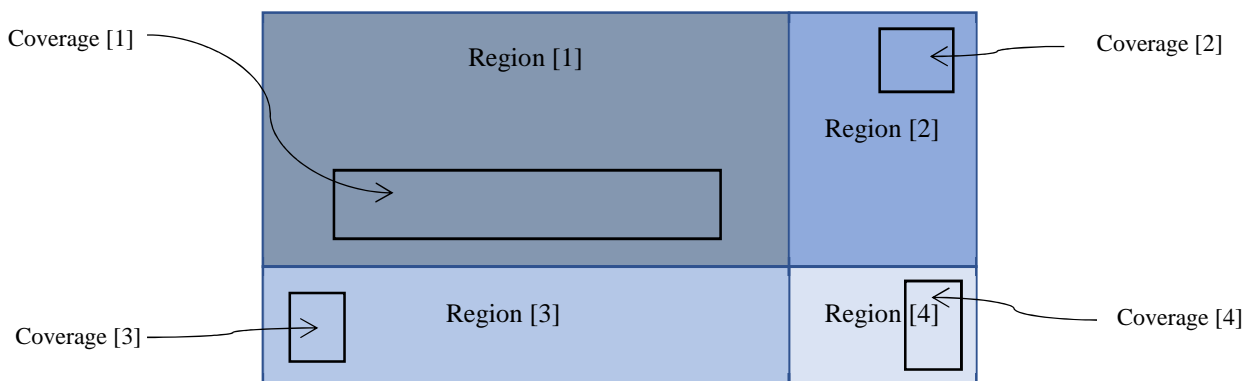 Coverage [1]
Region [1]
Coverage [2]
Region [2]
Coverage [3]
Region [3]
Region [4]
Coverage [4]